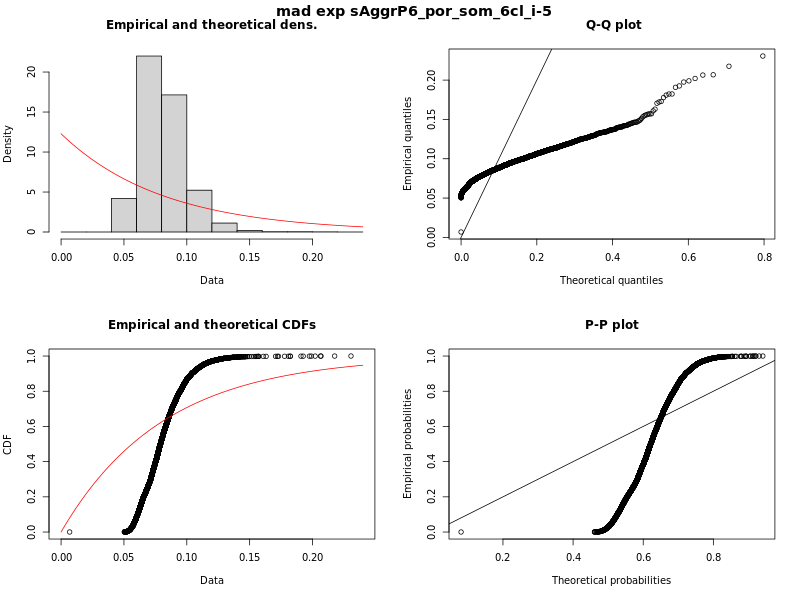 mad exp sAggrP6_por_som_6cl_i-5
Empirical and theoretical dens.
Density
0
5
10
15
20
0.00 0.05 0.10 0.15 0.20
Data
Q-Q plot
Empirical quantiles
0.00
0.05
0.10
0.15
0.20
0.0 0.2 0.4 0.6 0.8
Theoretical quantiles
Empirical and theoretical CDFs
CDF
0.0
0.2
0.4
0.6
0.8
1.0
0.00 0.05 0.10 0.15 0.20
Data
P-P plot
Empirical probabilities
0.0
0.2
0.4
0.6
0.8
1.0
0.2 0.4 0.6 0.8
Theoretical probabilities